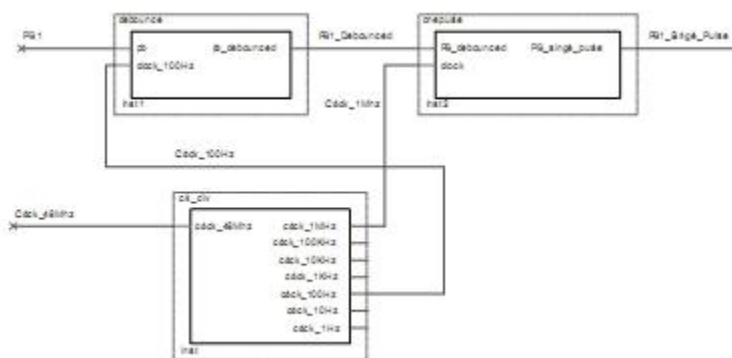 debounce
onepulse
PB1
pb
pb_debounced
PB1_Debounced
PB_debounced
PB_single_pulse
PB1_Single_Pulse
clock_100Hz
clock
inst1
inst2
Clock_1Mhz
Clock_100Hz
clk_div
Clock_48Mhz
clock_48Mhz
clock_1MHz
clock_100KHz
clock_10KHz
clock_1KHz
clock_100Hz
clock_10Hz
clock_1Hz
inst